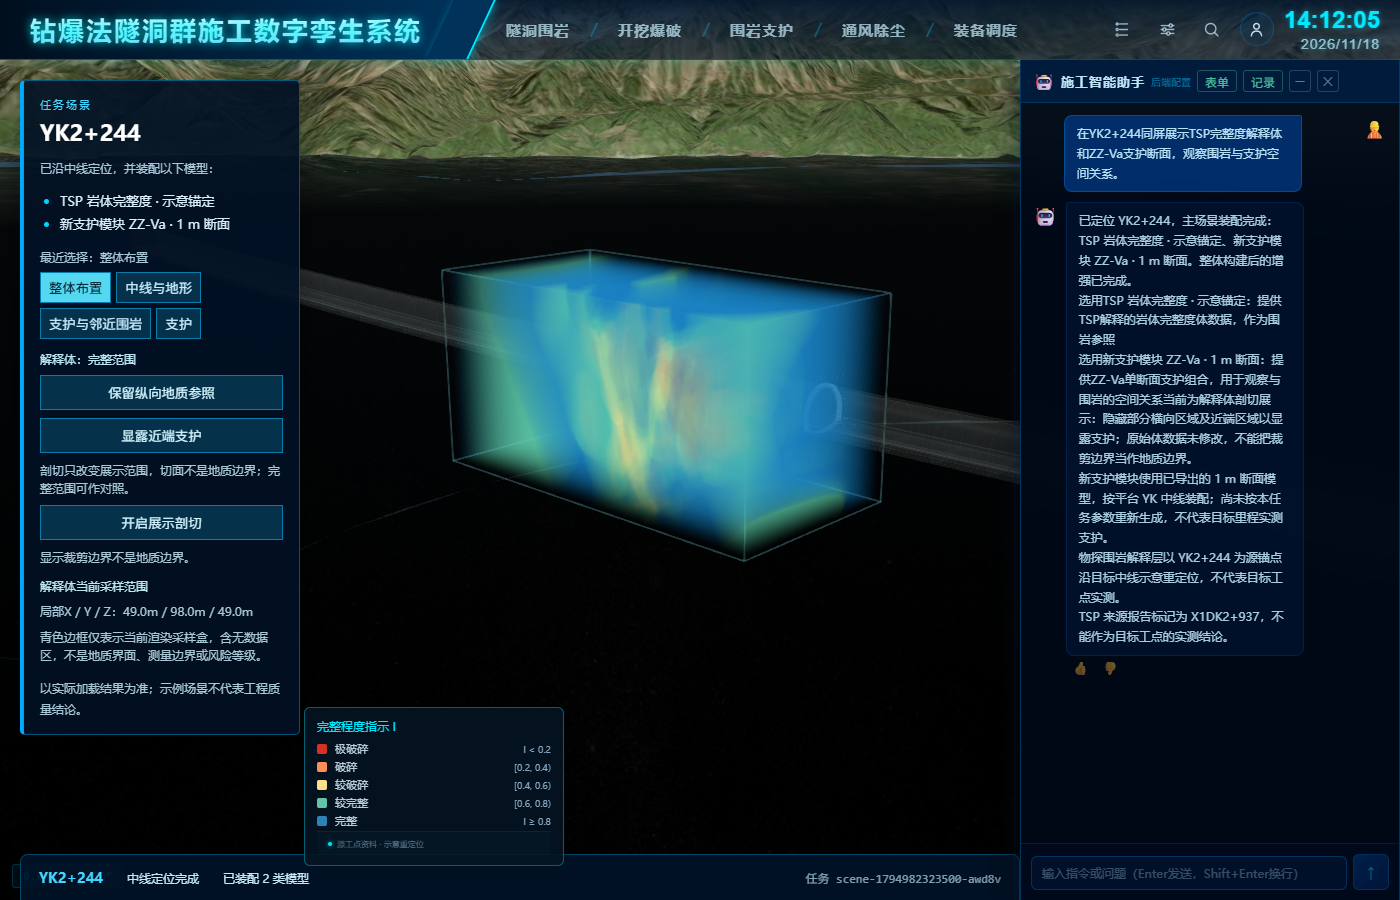 钻爆法隧洞群施工数字孪生系统
隧洞围岩 / 开挖爆破 / 围岩支护 / 通风除尘 / 装备调度
14:12:05
2026/11/18
任务场景
YK2+244
已沿中线定位，并装配以下模型：
TSP 岩体完整度 · 示意锚定
新支护模块 ZZ-Va · 1 m 断面
最近选择：整体布置
整体布置 中线与地形
支护与邻近围岩 支护
解释体：完整范围
保留纵向地质参照
显露近端支护
剖切只改变展示范围，切面不是地质边界；完
整范围可作对照。
开启展示剖切
显示裁剪边界不是地质边界。
解释体当前采样范围
局部X / Y / Z：49.0m / 98.0m / 49.0m
青色边框仅表示当前渲染采样盒，含无数据
区，不是地质界面、测量边界或风险等级。
以实际加载结果为准；示例场景不代表工程质
量结论。
完整程度指示 I
极破碎 I < 0.2
破碎 [0.2, 0.4)
较破碎 [0.4, 0.6)
较完整 [0.6, 0.8)
完整 I ≥ 0.8
源工点资料 · 示意重定位
YK2+244 中线定位完成 已装配 2 类模型 任务 scene-1794982323500-awd8v
施工智能助手 后端配置 表单 记录
在YK2+244同屏展示TSP完整度解释体
和ZZ-Va支护断面，观察围岩与支护空
间关系。
已定位 YK2+244，主场景装配完成：
TSP 岩体完整度 · 示意锚定、新支护模
块 ZZ-Va · 1 m 断面。整体构建后的增
强已完成。
选用TSP 岩体完整度 · 示意锚定：提供
TSP解释的岩体完整度体数据，作为围
岩参照
选用新支护模块 ZZ-Va · 1 m 断面：提
供ZZ-Va单断面支护组合，用于观察与
围岩的空间关系当前为解释体剖切展
示：隐藏部分横向区域及近端区域以显
露支护；原始体数据未修改，不能把裁
剪边界当作地质边界。
新支护模块使用已导出的 1 m 断面模
型，按平台 YK 中线装配；尚未按本任
务参数重新生成，不代表目标里程实测
支护。
物探围岩解释层以 YK2+244 为源锚点
沿目标中线示意重定位，不代表目标工
点实测。
TSP 来源报告标记为 X1DK2+937，不
能作为目标工点的实测结论。
输入指令或问题（Enter发送，Shift+Enter换行）